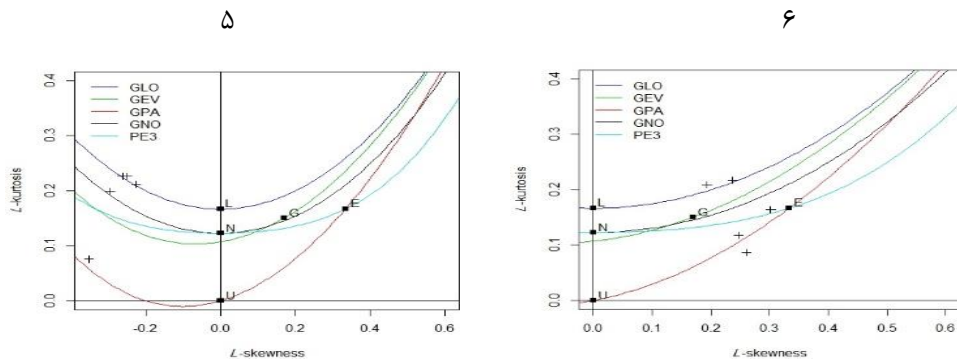 ۵
GLO
GEV
GPA
GNO
PE3
L
N
G
E
U
0.4
0.3
0.2
0.1
0.0
-0.2
0.0
0.2
0.4
0.6
L-kurtosis
L-skewness
۶
GLO
GEV
GPA
GNO
PE3
L
N
G
E
U
0.4
0.3
0.2
0.1
0.0
0.0
0.1
0.2
0.3
0.4
0.5
0.6
L-kurtosis
L-skewness